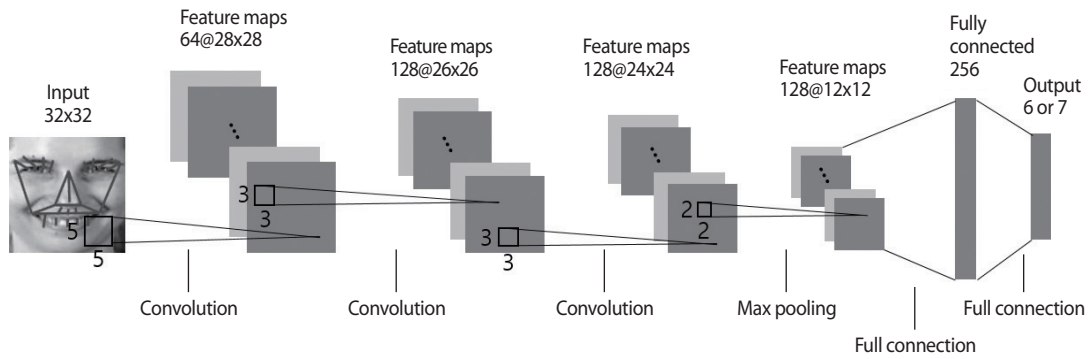 Input
32x32
5
5
Feature maps
64@28x28
3
3
Feature maps
128@26x26
3
3
Feature maps
128@24x24
2
2
Feature maps
128@12x12
Fully
connected
256
Output
6 or 7
Convolution
Convolution
Convolution
Max pooling
Full connection
Full connection